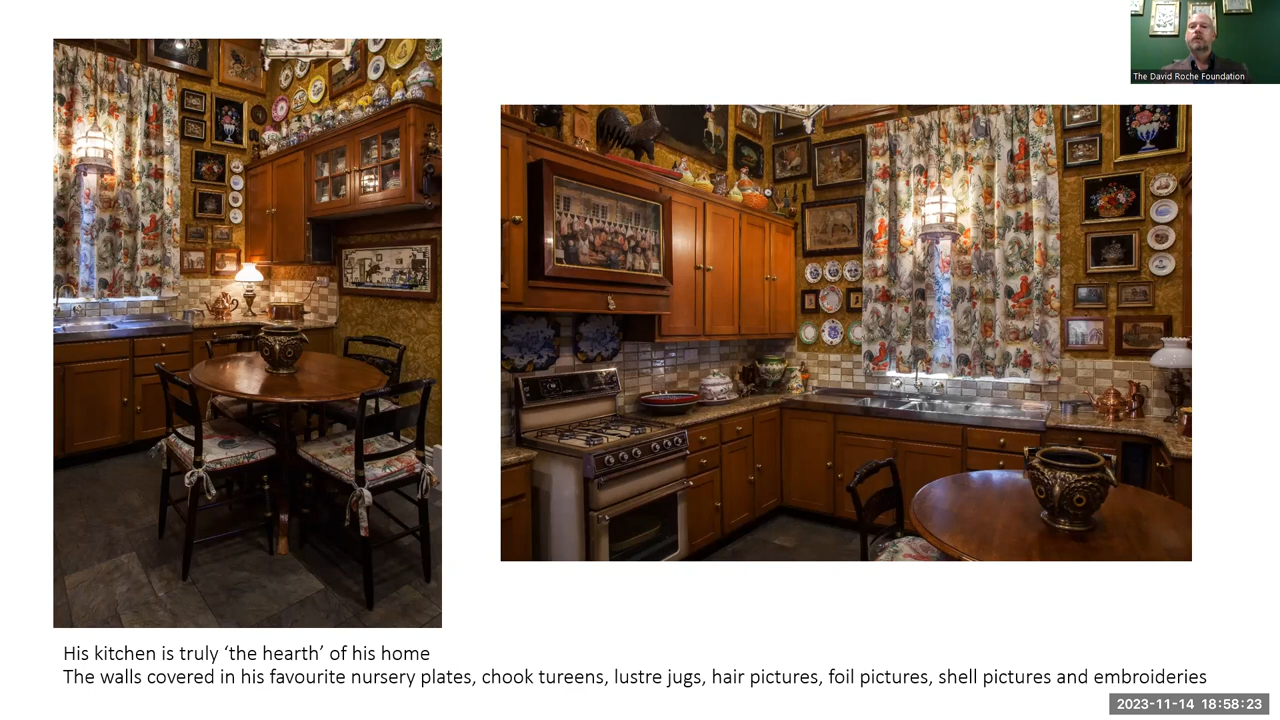 The David Roche Foundation
His kitchen is truly ‘the hearth’ of his home
The walls covered in his favourite nursery plates, chook tureens, lustre jugs, hair pictures, foil pictures, shell pictures and embroideries
2023-11-14 18:58:23